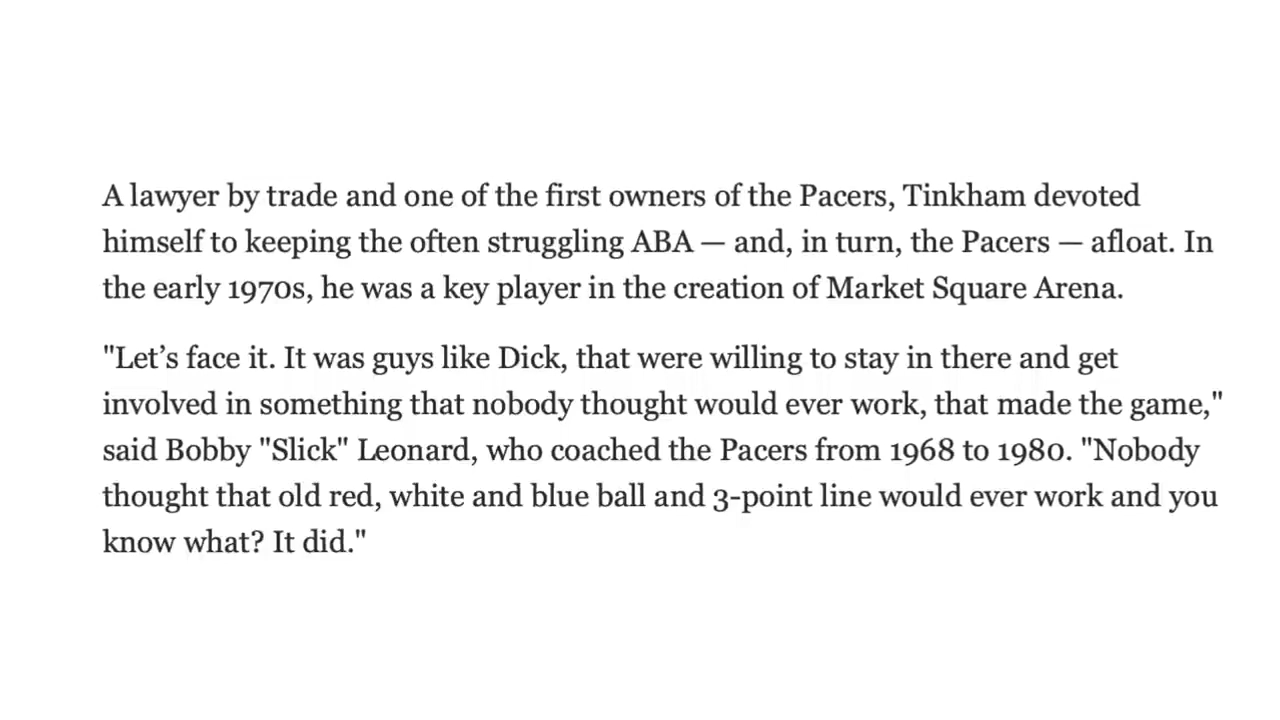 A lawyer by trade and one of the first owners of the Pacers, Tinkham devoted
himself to keeping the often struggling ABA — and, in turn, the Pacers — afloat. In
the early 1970s, he was a key player in the creation of Market Square Arena.
"Let’s face it. It was guys like Dick, that were willing to stay in there and get
involved in something that nobody thought would ever work, that made the game,"
said Bobby "Slick" Leonard, who coached the Pacers from 1968 to 1980. "Nobody
thought that old red, white and blue ball and 3-point line would ever work and you
know what? It did."